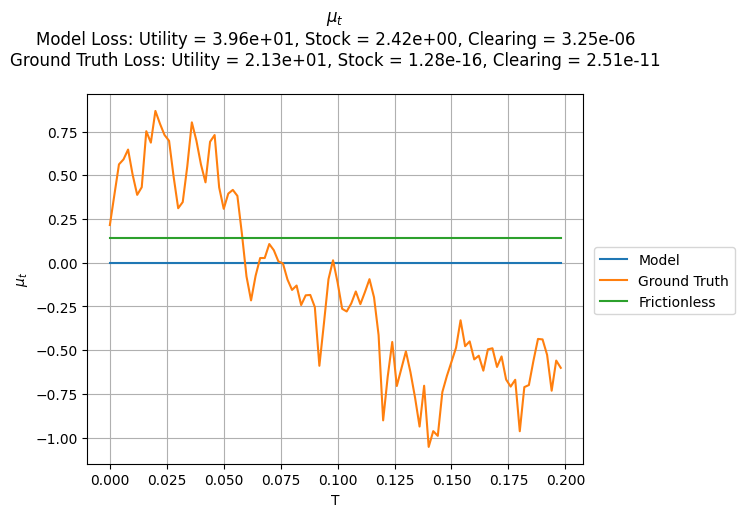 μt
Model Loss: Utility = 3.96e+01, Stock = 2.42e+00, Clearing = 3.25e-06
Ground Truth Loss: Utility = 2.13e+01, Stock = 1.28e-16, Clearing = 2.51e-11
μt
0.75
0.50
0.25
0.00
−0.25
−0.50
−0.75
−1.00
0.000 0.025 0.050 0.075 0.100 0.125 0.150 0.175 0.200
T
Model
Ground Truth
Frictionless